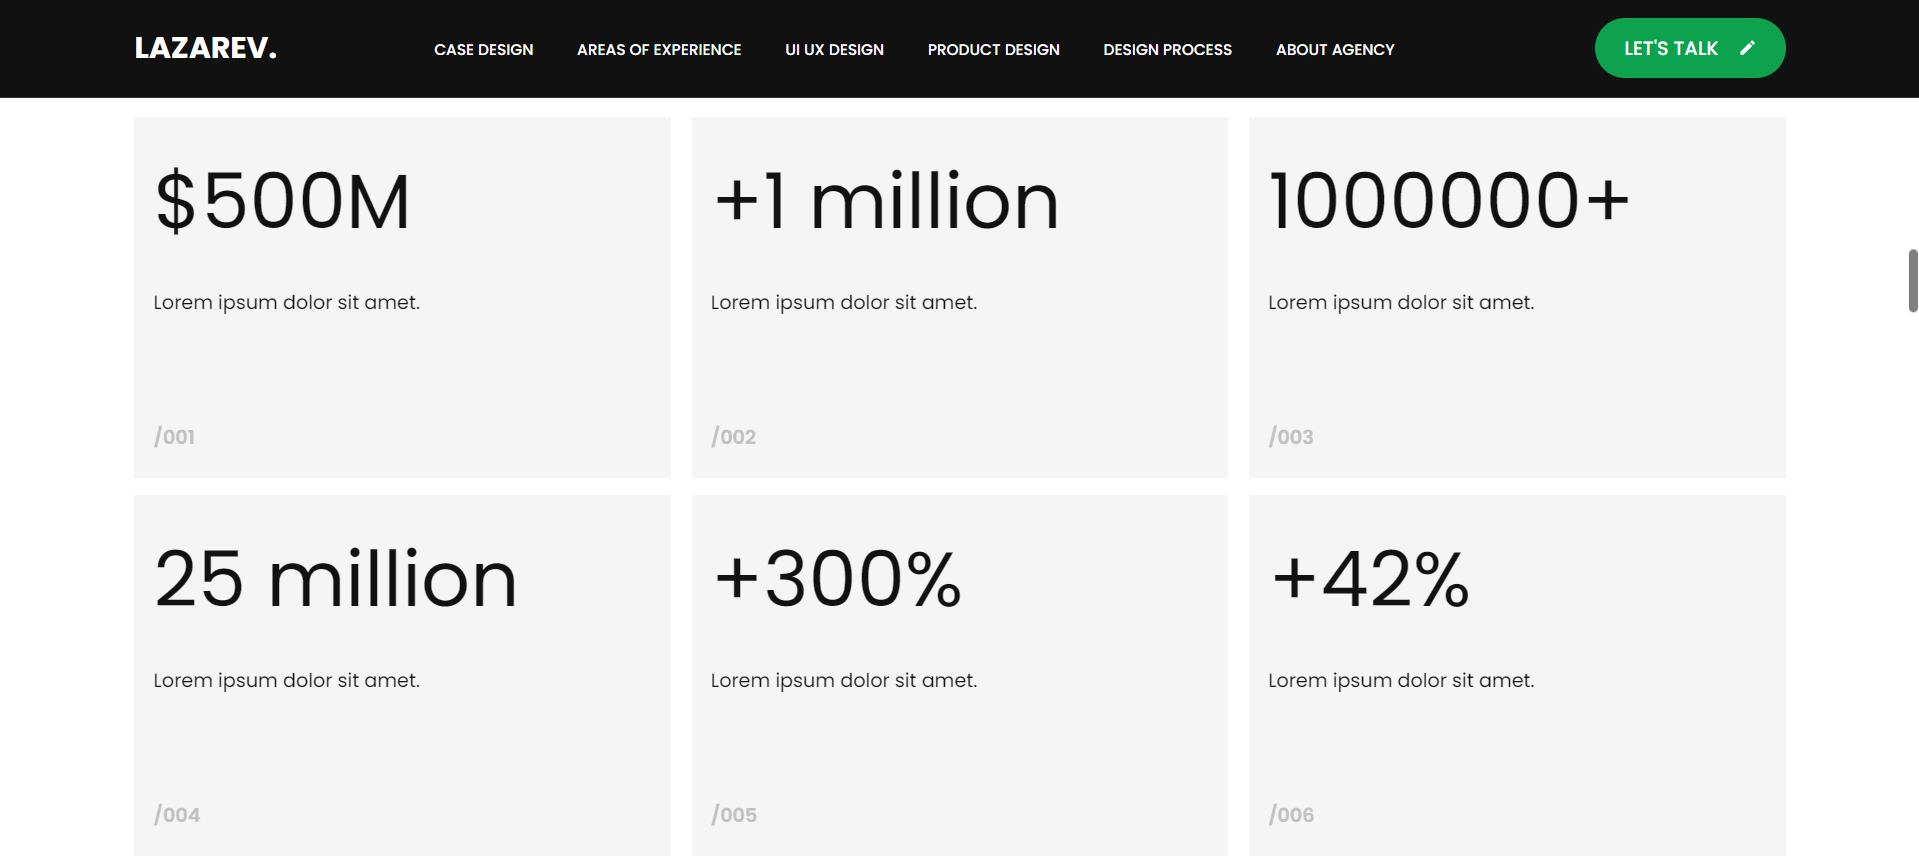 LAZAREV.
CASE DESIGN
AREAS OF EXPERIENCE
UI UX DESIGN
PRODUCT DESIGN
DESIGN PROCESS
ABOUT AGENCY
LET'S TALK
$500M
Lorem ipsum dolor sit amet.
/001
+1 million
Lorem ipsum dolor sit amet.
/002
1000000+
Lorem ipsum dolor sit amet.
/003
25 million
Lorem ipsum dolor sit amet.
/004
+300%
Lorem ipsum dolor sit amet.
/005
+42%
Lorem ipsum dolor sit amet.
/006